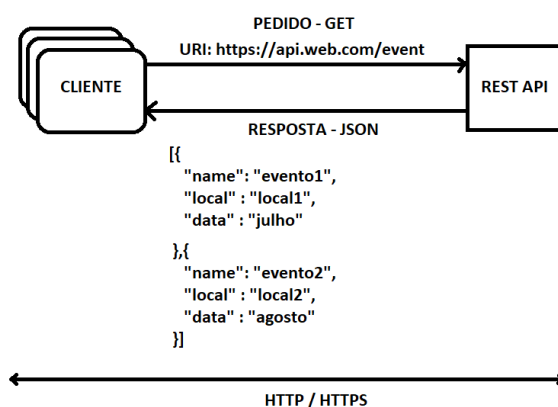 PEDIDO - GET
URI: https://api.web.com/event
CLIENTE
REST API
RESPOSTA - JSON
[{
"name": "evento1",
"local" : "local1",
"data" : "julho"
},{
"name": "evento2",
"local" : "local2",
"data" : "agosto"
}]
HTTP / HTTPS